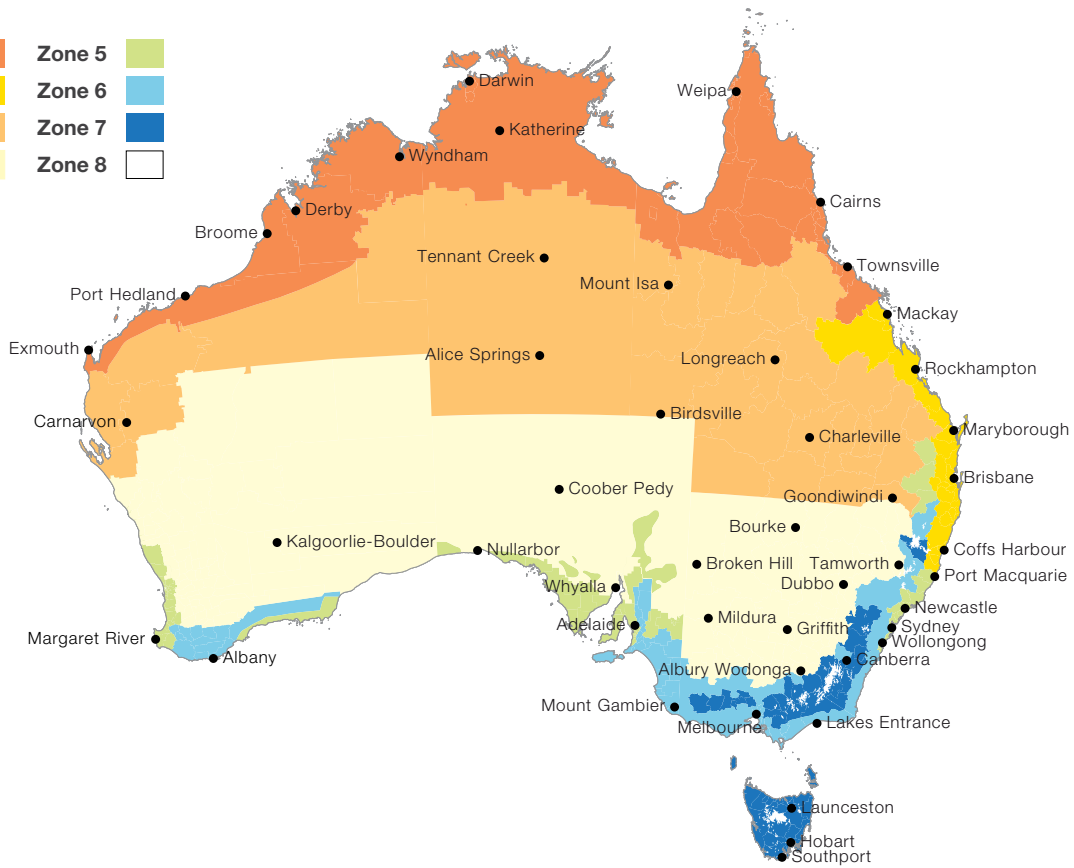 Zone 5
Zone 6
Zone 7
Zone 8
Darwin
Weipa
Katherine
Wyndham
Cairns
Derby
Broome
Tennant Creek
Townsville
Mount Isa
Port Hedland
Mackay
Exmouth
Alice Springs
Longreach
Rockhampton
Birdsville
Carnarvon
Charleville
Maryborough
Brisbane
Coober Pedy
Goondiwindi
Bourke
Kalgoorlie-Boulder
Nullarbor
Coffs Harbour
Broken Hill
Tamworth
Port Macquarie
Whyalla
Dubbo
Newcastle
Mildura
Adelaide
Griffith
Sydney
Margaret River
Wollongong
Albany
Canberra
Albury Wodonga
Mount Gambier
Melbourne
Lakes Entrance
Launceston
Hobart
Southport